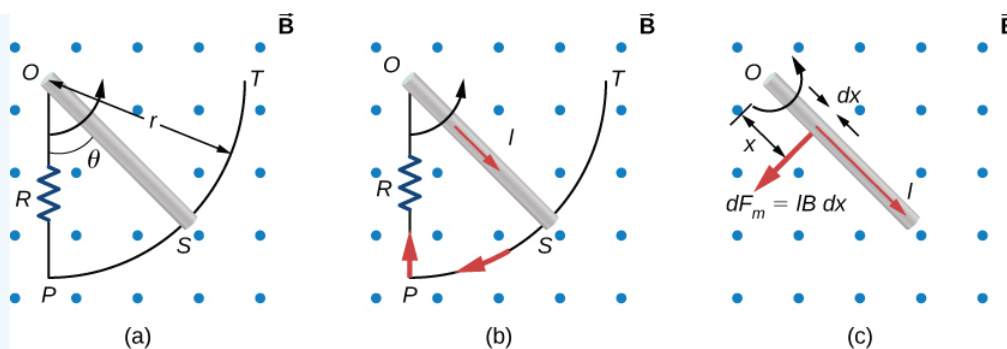 B⃗
O
T
r
θ
R
S
P
(a)
B⃗
O
T
I
R
S
P
(b)
O
dx
x
I
dF_m = IB dx
(c)